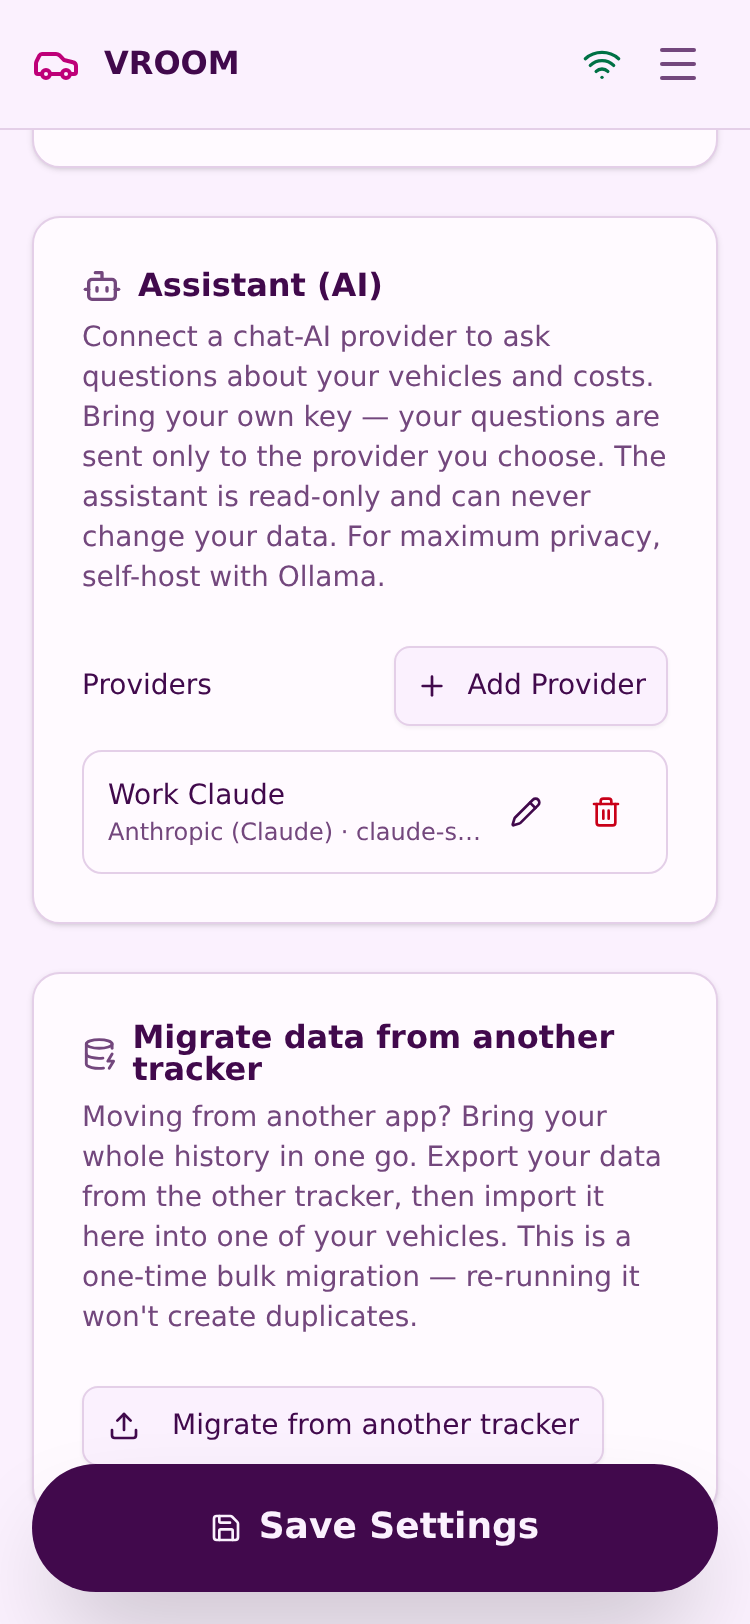 VROOM
Assistant (AI)
Connect a chat-AI provider to ask
questions about your vehicles and costs.
Bring your own key — your questions are
sent only to the provider you choose. The
assistant is read-only and can never
change your data. For maximum privacy,
self-host with Ollama.
Providers
Add Provider
Work Claude
Anthropic (Claude) · claude-s...
Migrate data from another
tracker
Moving from another app? Bring your
whole history in one go. Export your data
from the other tracker, then import it
here into one of your vehicles. This is a
one-time bulk migration — re-running it
won't create duplicates.
Migrate from another tracker
Save Settings